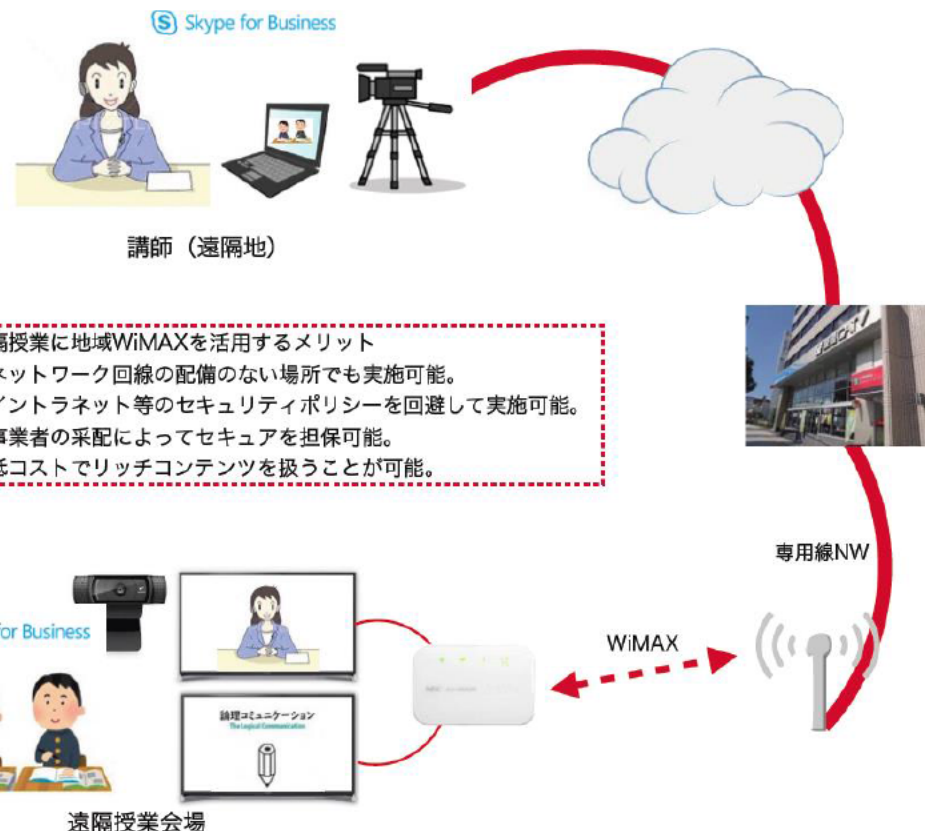 Skype for Business
講師（遠隔地）
隔授業に地域WiMAXを活用するメリット
ネットワーク回線の配備のない場所でも実施可能。
イントラネット等のセキュリティポリシーを回避して実施可能。
事業者の采配によってセキュアを担保可能。
低コストでリッチコンテンツを扱うことが可能。
専用線NW
for Business
WiMAX
論理コミュニケーション
The Logical Communication
遠隔授業会場